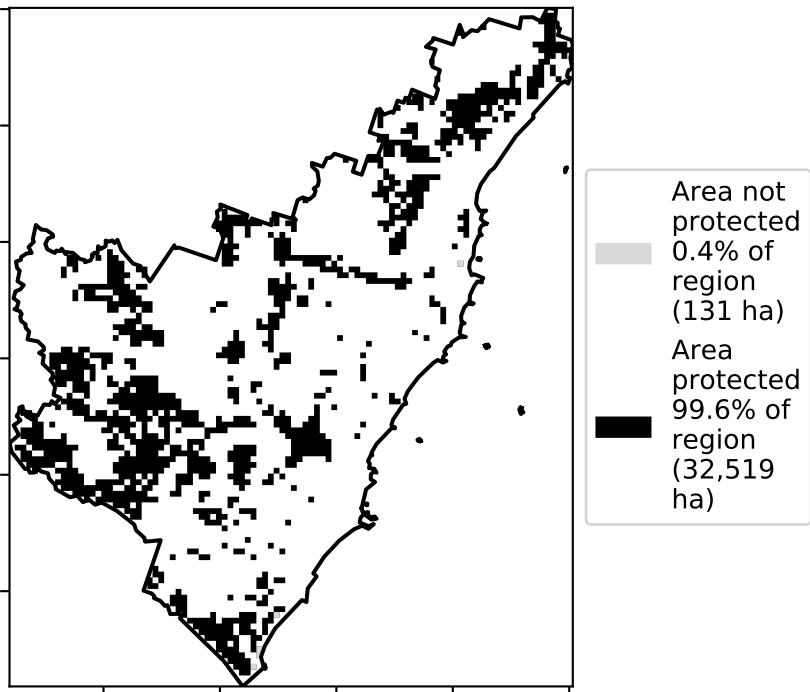 Area not
protected
0.4% of
region
(131 ha)
Area
protected
99.6% of
region
(32,519
ha)